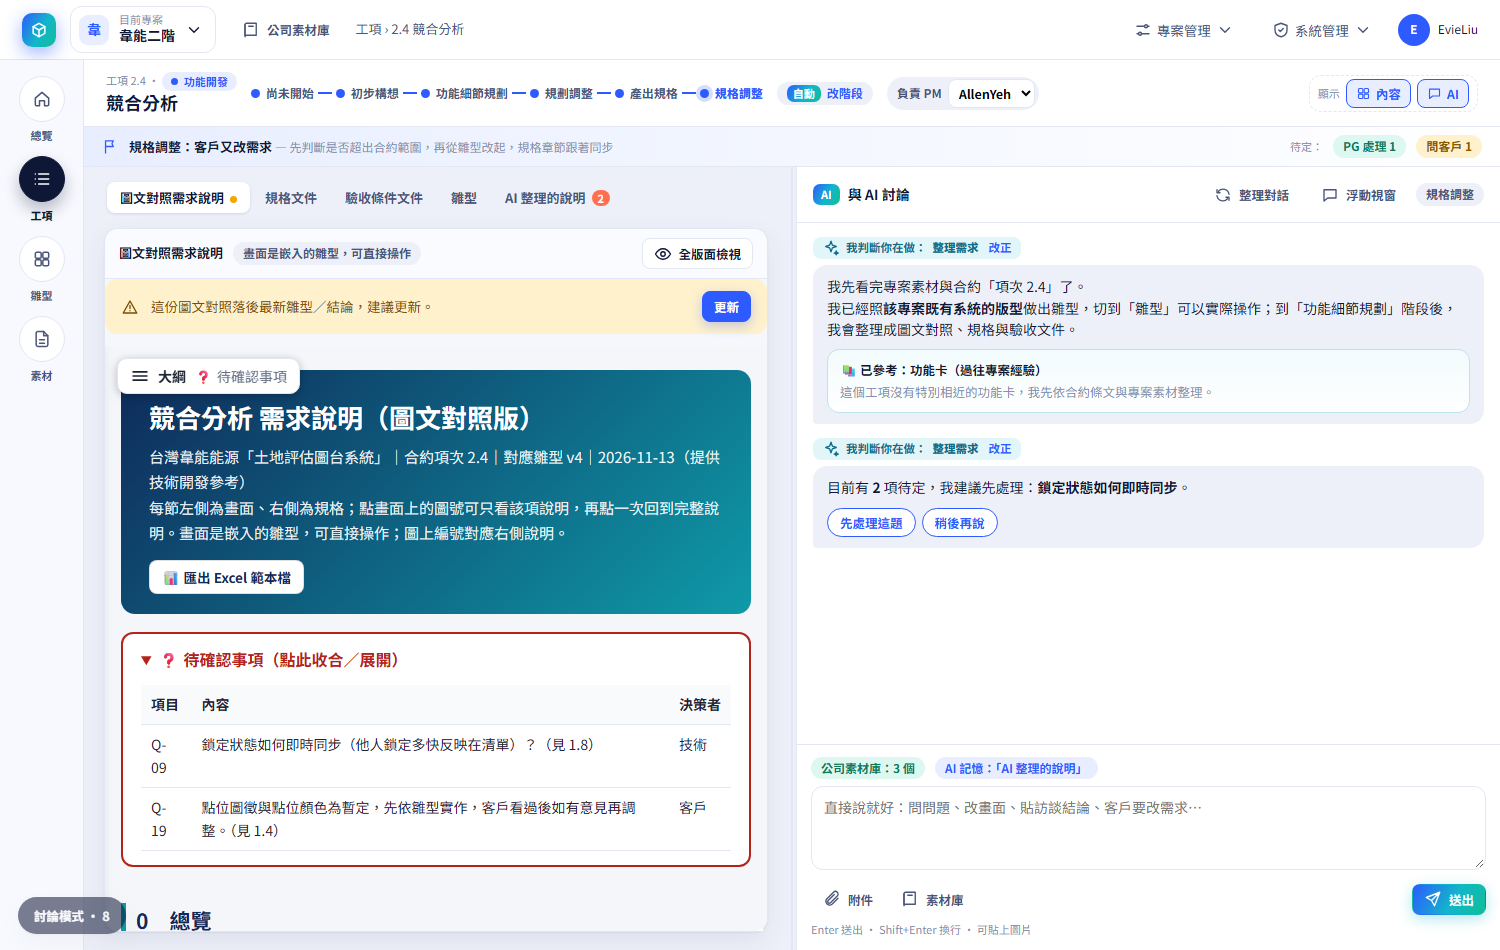 韋
目前專案
韋能二階
公司素材庫
工項 › 2.4 競合分析
專案管理
系統管理
E
EvieLiu
總覽
工項
雛型
素材
工項 2.4 ・ 功能開發
競合分析
尚未開始
初步構想
功能細節規劃
規劃調整
產出規格
規格調整
自動 改階段
負責 PM AllenYeh
顯示 內容 AI
規格調整：客戶又改需求 — 先判斷是否超出合約範圍，再從雛型改起，規格章節跟著同步
待定： PG 處理 1 問客戶 1
圖文對照需求說明
規格文件
驗收條件文件
雛型
AI 整理的說明 2
圖文對照需求說明 畫面是嵌入的雛型，可直接操作 全版面檢視
這份圖文對照落後最新雛型／結論，建議更新。 更新
大綱 ❓ 待確認事項
競合分析 需求說明（圖文對照版）
台灣韋能能源「土地評估圖台系統」｜合約項次 2.4｜對應雛型 v4｜2026-11-13（提供
技術開發參考）
每節左側為畫面、右側為規格；點畫面上的圖號可只看該項說明，再點一次回到完整說
明。畫面是嵌入的雛型，可直接操作；圖上編號對應右側說明。
匯出 Excel 範本檔
▼ ❓ 待確認事項（點此收合／展開）
項目 內容 決策者
Q-09 鎖定狀態如何即時同步（他人鎖定多快反映在清單）？（見 1.8） 技術
Q-19 點位圖徵與點位顏色為暫定，先依雛型實作，客戶看過後如有意見再調
整。（見 1.4） 客戶
0 總覽
討論模式 ・ 8
AI 與 AI 討論
整理對話
浮動視窗
規格調整
我判斷你在做： 整理需求 改正
我先看完專案素材與合約「項次 2.4」了。
我已經照該專案既有系統的版型做出雛型，切到「雛型」可以實際操作；到「功能細節規劃」階段後，
我會整理成圖文對照、規格與驗收文件。
已參考：功能卡（過往專案經驗）
這個工項沒有特別相近的功能卡，我先依合約條文與專案素材整理。
我判斷你在做： 整理需求 改正
目前有 2 項待定，我建議先處理：鎖定狀態如何即時同步。
先處理這題 稍後再說
公司素材庫：3 個 AI 記憶：「AI 整理的說明」
直接說就好：問問題、改畫面、貼訪談結論、客戶要改需求⋯
附件 素材庫 送出
Enter 送出 ・ Shift+Enter 換行 ・ 可貼上圖片